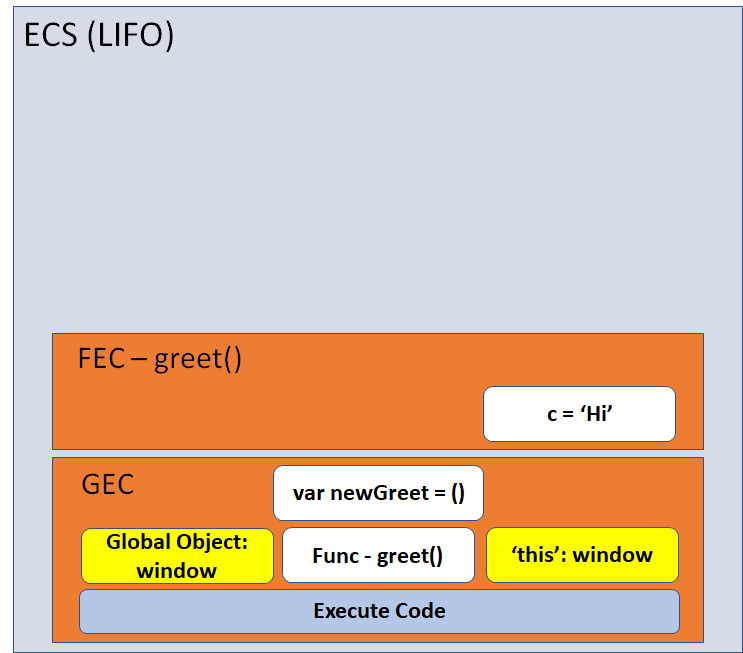 ECS (LIFO)
FEC – greet()
c = ‘Hi’
GEC
var newGreet = ()
Global Object:
window
Func - greet()
‘this’: window
Execute Code